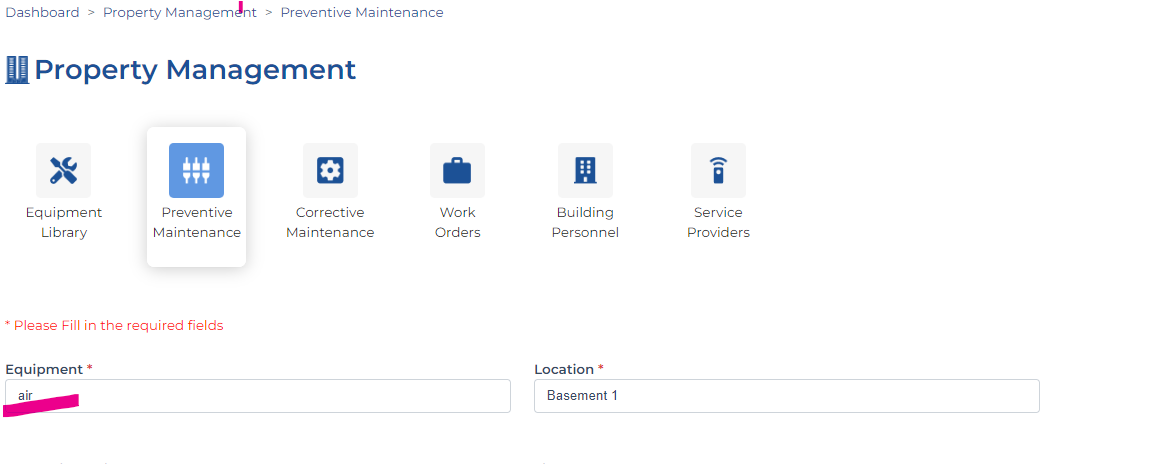 Dashboard > Property Management > Preventive Maintenance
Property Management
Equipment
Library
Preventive
Maintenance
Corrective
Maintenance
Work
Orders
Building
Personnel
Service
Providers
* Please Fill in the required fields
Equipment *
Location *
air
Basement 1